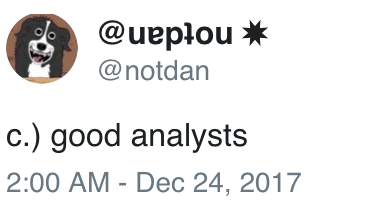 @uɐpʇou ✷
@notdan
c.) good analysts
2:00 AM - Dec 24, 2017